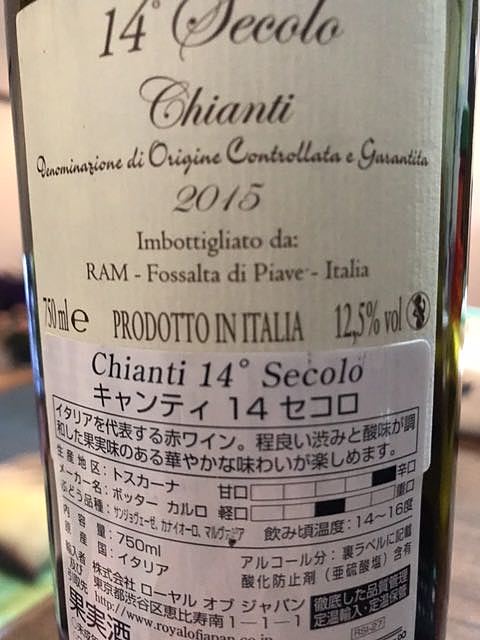 14° Secolo
Chianti
Denominazione di Origine Controllata e Garantita
2015
Imbottigliato da:
RAM - Fossalta di Piave - Italia
750 ml e PRODOTTO IN ITALIA 12,5% vol
Chianti 14° Secolo
キャンティ 14 セコロ
イタリアを代表する赤ワイン。程良い渋みと酸味が調
和した果実味のある華やかな味わいが楽しめます。
生産地区：トスカーナ 甘口 辛口
メーカー名：ボッター カルロ 軽口 重口
ぶどう品種：サンジョヴェーゼ、カナイオーロ、マルヴァジア 飲み頃温度：14～16度
内容量：750ml アルコール分：裏ラベルに記載
原産国：イタリア 酸化防止剤（亜硫酸塩）含有
輸入者及び引取先 株式会社 ローヤル オブ ジャパン
東京都渋谷区恵比寿南1－1－1
http://www.royalofjapan.co.jp
徹底した品質管理
定温輸入・定温保管
果実酒
RSI-27